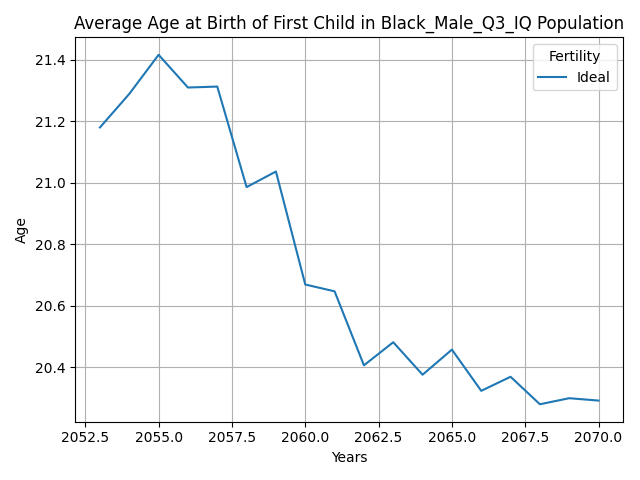 Average Age at Birth of First Child in Black_Male_Q3_IQ Population
Fertility
Ideal
21.4
21.2
21.0
20.8
20.6
20.4
Age
2052.5 2055.0 2057.5 2060.0 2062.5 2065.0 2067.5 2070.0
Years